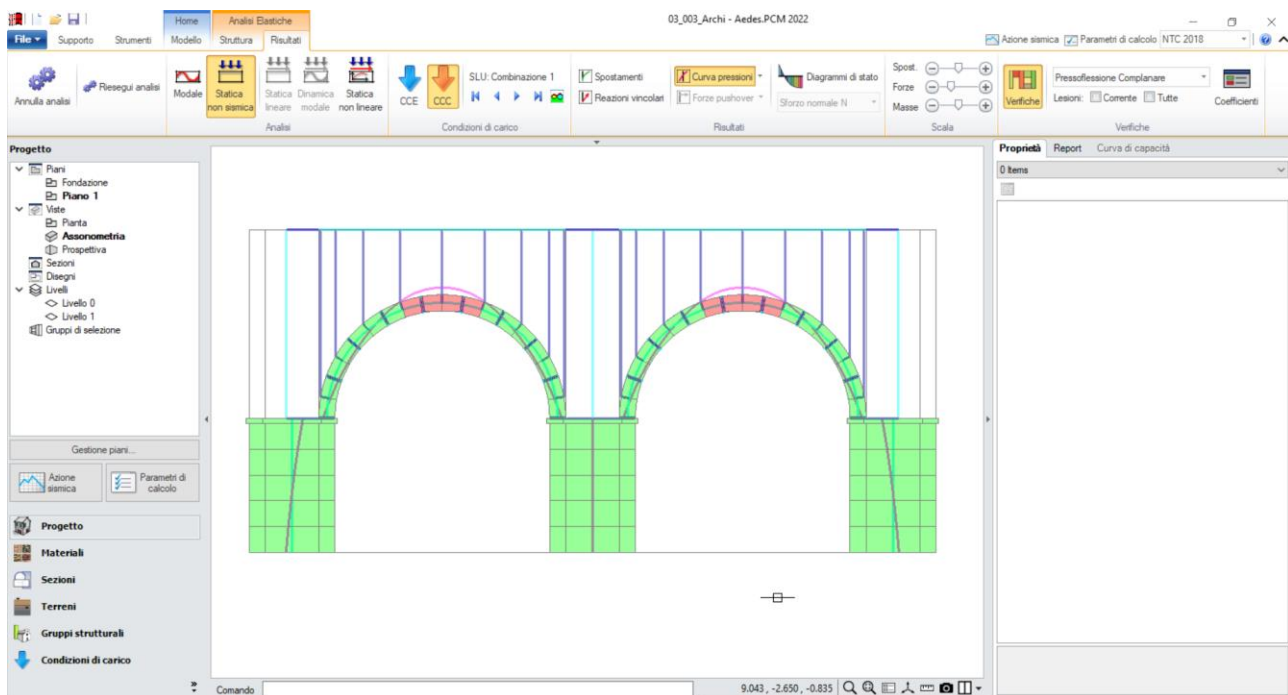 03_003_Archi - Aedes.PCM 2022
Home
Analisi Elastiche
File
Supporto
Strumenti
Modello
Struttura
Risultati
Azione sismica
Parametri di calcolo
NTC 2018
Annulla analisi
Riesegui analisi
Modale
Statica non sismica
Statica lineare
Dinamica modale
Statica non lineare
Analisi
CCE
CCC
SLU: Combinazione 1
Condizioni di carico
Spostamenti
Reazioni vincolari
Curva pressioni
Forze pushover
Diagrammi di stato
Sforzo normale N
Risultati
Spost.
Forze
Masse
Scala
Verifiche
Pressoflessione Complanare
Lesioni:
Corrente
Tutte
Coefficienti
Verifiche
Progetto
Piani
Fondazione
Piano 1
Viste
Pianta
Assonometria
Prospettiva
Sezioni
Disegni
Livelli
Livello 0
Livello 1
Gruppi di selezione
Gestione piani...
Azione sismica
Parametri di calcolo
Progetto
Materiali
Sezioni
Terreni
Gruppi strutturali
Condizioni di carico
Proprietà
Report
Curva di capacità
0 Items
Comando
9.043 , -2.650 , -0.835